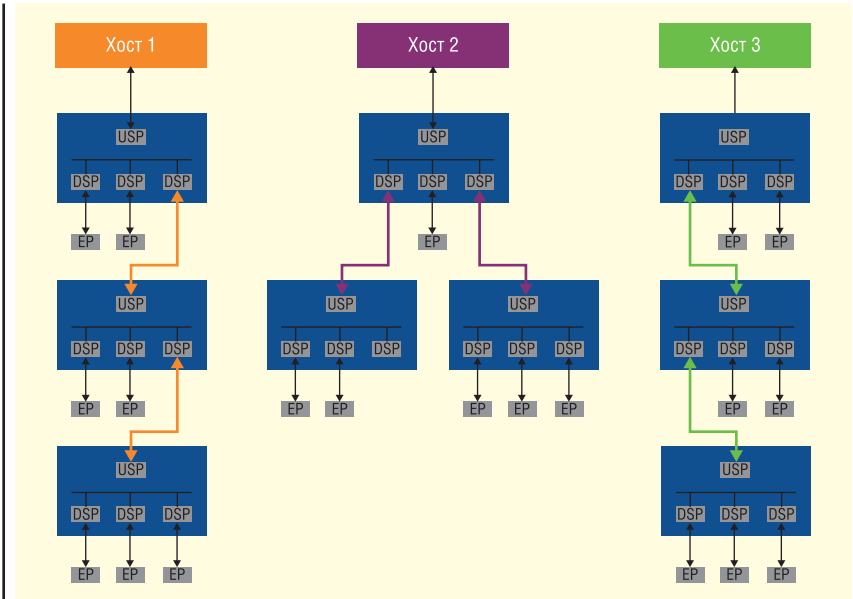 Хост 1 Хост 2 Хост 3
USP USP USP
DSP DSP DSP DSP DSP DSP DSP DSP DSP
EP EP EP EP EP
USP USP USP USP
DSP DSP DSP DSP DSP DSP DSP DSP DSP DSP DSP DSP
EP EP EP EP EP EP EP EP EP
USP USP
DSP DSP DSP DSP DSP DSP
EP EP EP EP EP EP